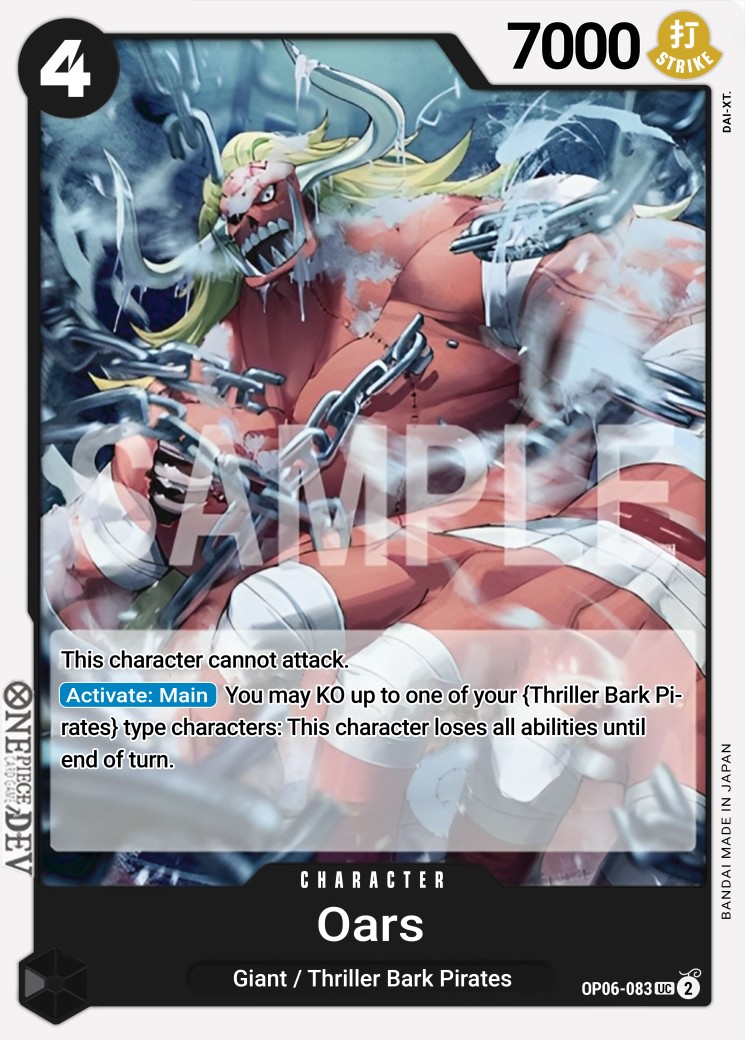 4
7000
打
STRIKE
DAI-XT.
SAMPLE
This character cannot attack.
Activate: Main You may KO up to one of your {Thriller Bark Pi-
rates} type characters: This character loses all abilities until
end of turn.
ONE PIECE
CARD GAME
DEV
BANDAI MADE IN JAPAN
CHARACTER
Oars
Giant / Thriller Bark Pirates
OP06-083 UC 2